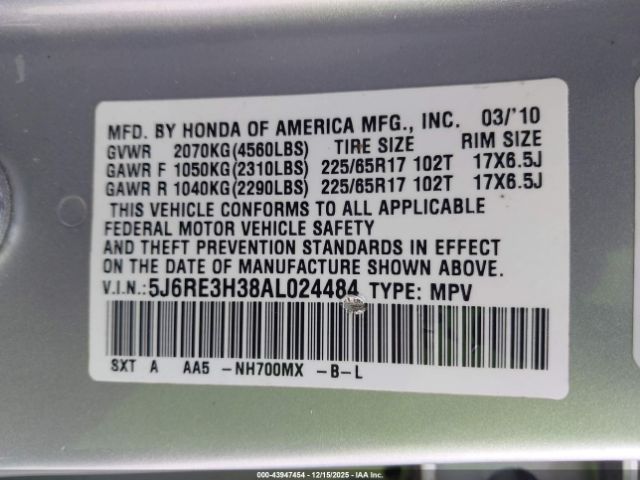 MFD. BY HONDA OF AMERICA MFG., INC. 03/'10
GVWR 2070KG(4560LBS) TIRE SIZE RIM SIZE
GAWR F 1050KG(2310LBS) 225/65R17 102T 17X6.5J
GAWR R 1040KG(2290LBS) 225/65R17 102T 17X6.5J
THIS VEHICLE CONFORMS TO ALL APPLICABLE
FEDERAL MOTOR VEHICLE SAFETY
AND THEFT PREVENTION STANDARDS IN EFFECT
ON THE DATE OF MANUFACTURE SHOWN ABOVE.
V.I.N.:5J6RE3H38AL024484 TYPE: MPV
SXT A AA5 -NH700MX -B-L
000-43947454 - 12/15/2025 - IAA Inc.